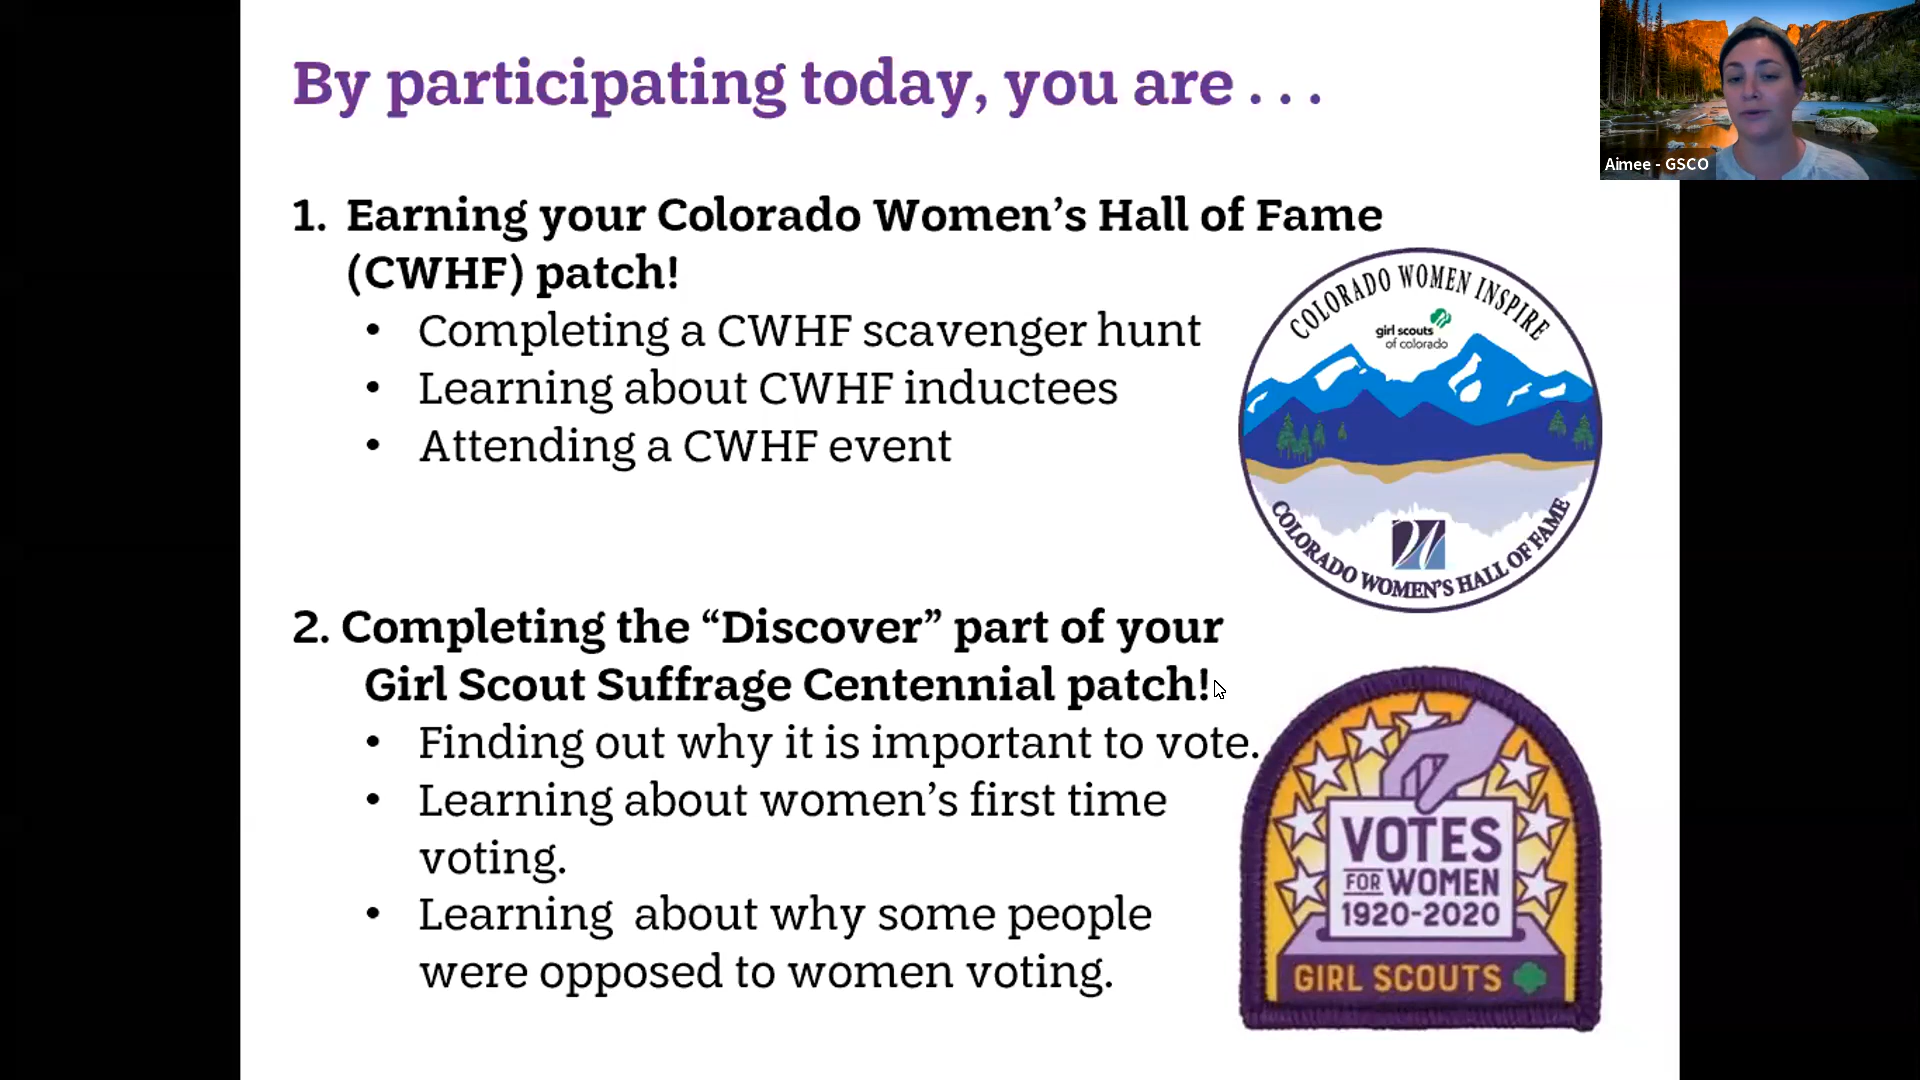 By participating today, you are . . .
Aimee - GSCO
1. Earning your Colorado Women’s Hall of Fame
(CWHF) patch!
• Completing a CWHF scavenger hunt
• Learning about CWHF inductees
• Attending a CWHF event
COLORADO WOMEN INSPIRE
girl scouts
of colorado
COLORADO WOMEN'S HALL OF FAME
2. Completing the “Discover” part of your
Girl Scout Suffrage Centennial patch!
• Finding out why it is important to vote.
• Learning about women’s first time
voting.
• Learning  about why some people
were opposed to women voting.
VOTES
FOR WOMEN
1920-2020
GIRL SCOUTS